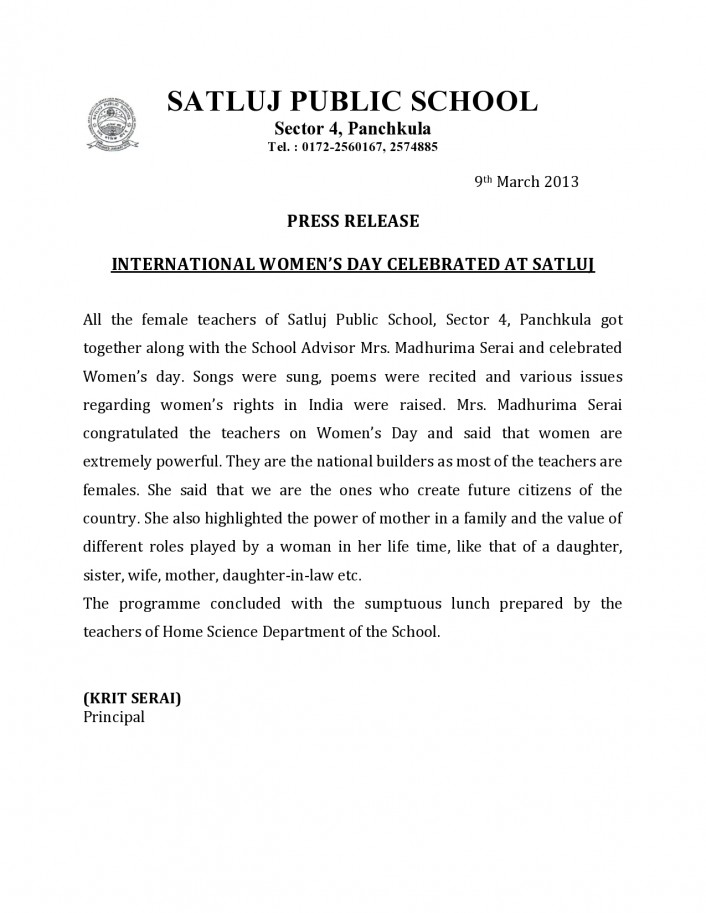 SATLUJ PUBLIC SCHOOL
Sector 4, Panchkula
Tel. : 0172-2560167, 2574885
9th March 2013
PRESS RELEASE
INTERNATIONAL WOMEN’S DAY CELEBRATED AT SATLUJ
All the female teachers of Satluj Public School, Sector 4, Panchkula got
together along with the School Advisor Mrs. Madhurima Serai and celebrated
Women’s day. Songs were sung, poems were recited and various issues
regarding women’s rights in India were raised. Mrs. Madhurima Serai
congratulated the teachers on Women’s Day and said that women are
extremely powerful. They are the national builders as most of the teachers are
females. She said that we are the ones who create future citizens of the
country. She also highlighted the power of mother in a family and the value of
different roles played by a woman in her life time, like that of a daughter,
sister, wife, mother, daughter-in-law etc.
The programme concluded with the sumptuous lunch prepared by the
teachers of Home Science Department of the School.
(KRIT SERAI)
Principal